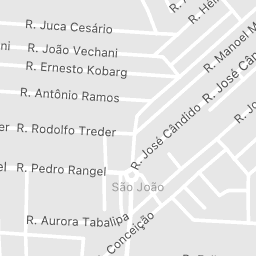 R. Juca Cesário
R. João Vechani
R. Ernesto Kobarg
R. Antônio Ramos
R. Manoel M
R. José Cân
R. José Cândido
R. Rodolfo Treder
R. Pedro Rangel
São João
R. Aurora Tabalipa
Conceição